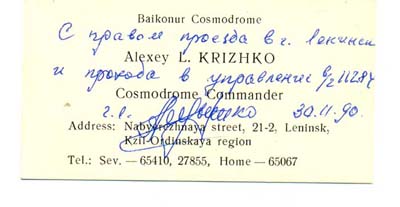 Baikonur Cosmodrome
С правом проезда в г. Ленинск
Alexey L. KRIZHKO
и прохода в управление в/ч 11284
Cosmodrome Commander
30.11.90.
Address: Nabyerezhnaya street, 21-2, Leninsk,
Kzil-Ordinskaya region
Tel.: Sev. — 65410, 27855, Home — 65067